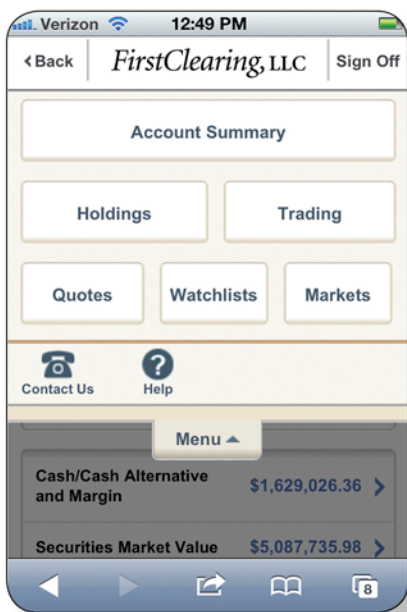 Verizon 12:49 PM
Back FirstClearing, LLC Sign Off
Account Summary
Holdings Trading
Quotes Watchlists Markets
Contact Us Help
Menu
Cash/Cash Alternative
and Margin $1,629,026.36
Securities Market Value $5,087,735.98
8